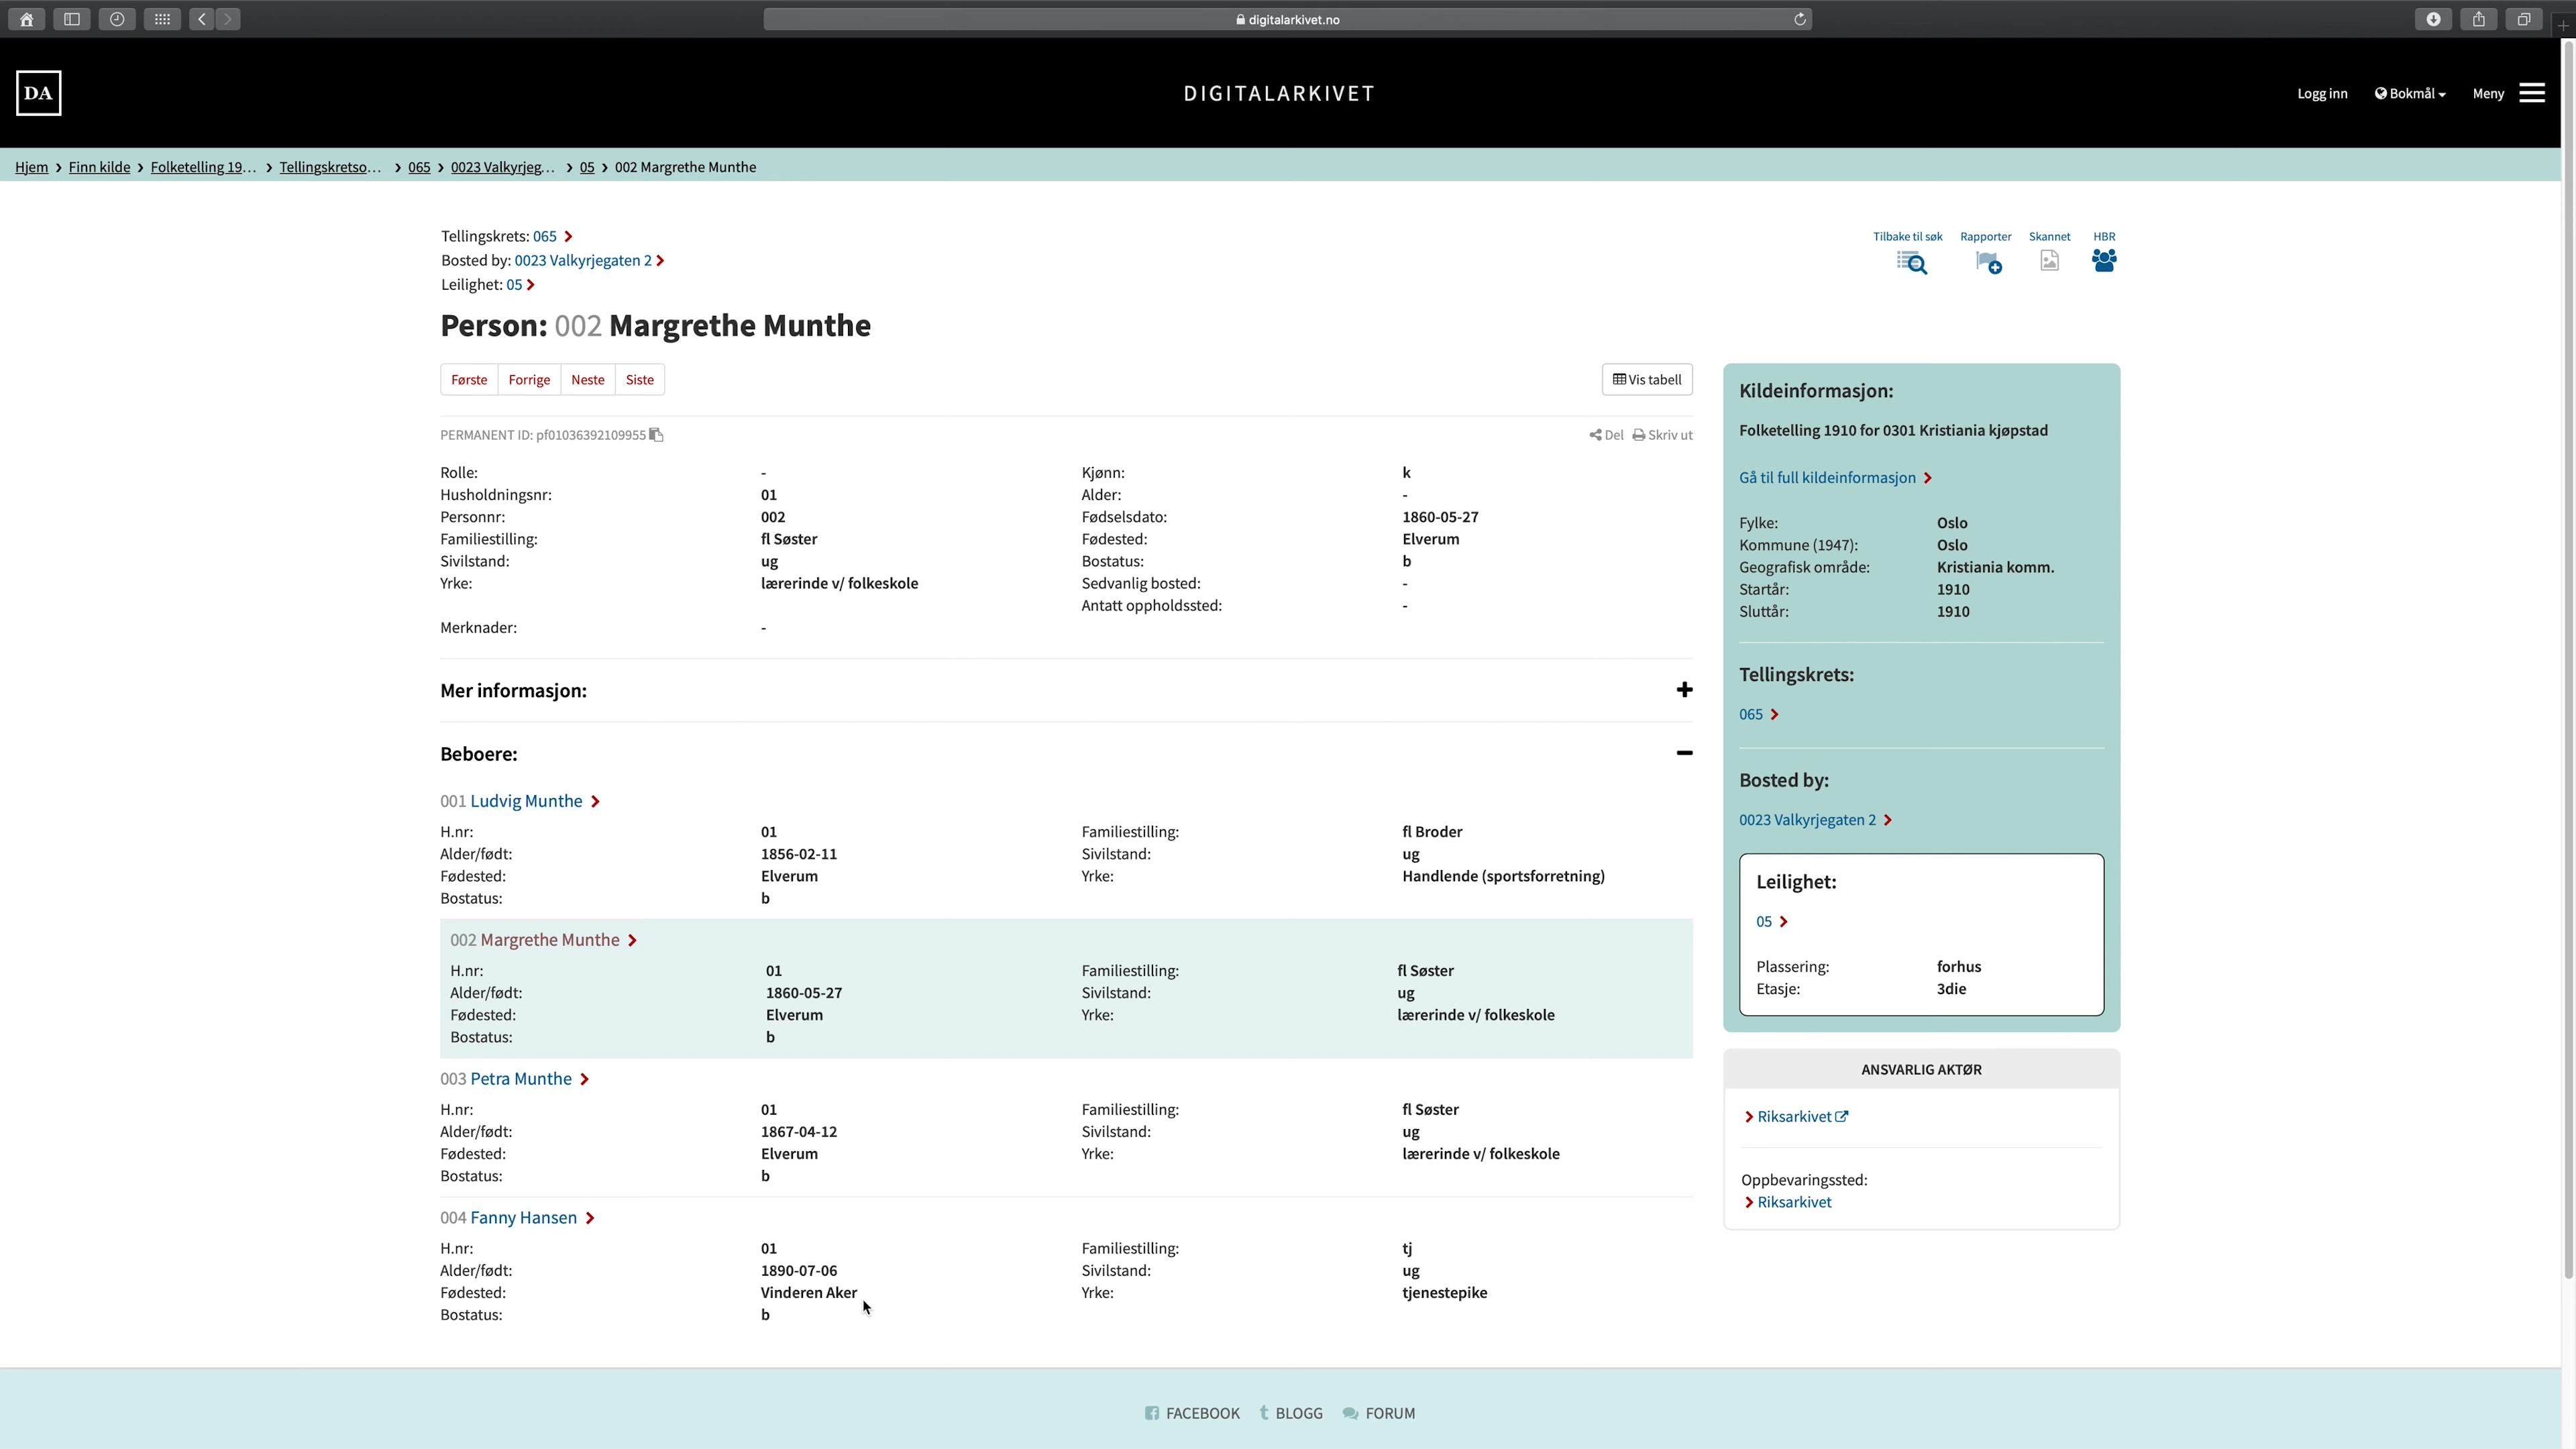 digitalarkivet.no
DA
DIGITALARKIVET
Logg inn
Bokmål
Meny
Hjem > Finn kilde > Folketelling 19... > Tellingskretso... > 065 > 0023 Valkyrjeg... > 05 > 002 Margrethe Munthe
Tellingskrets: 065
Bosted by: 0023 Valkyrjegaten 2
Leilighet: 05
Tilbake til søk Rapporter Skannet HBR
Person: 002 Margrethe Munthe
Første Forrige Neste Siste
Vis tabell
PERMANENT ID: pf01036392109955
Del Skriv ut
Rolle: - Kjønn: k
Husholdningsnr: 01 Alder: -
Personnr: 002 Fødselsdato: 1860-05-27
Familiestilling: fl Søster Fødested: Elverum
Sivilstand: ug Bostatus: b
Yrke: lærerinde v/ folkeskole Sedvanlig bosted: -
Antatt oppholdssted: -
Merknader: -
Mer informasjon:
Beboere:
001 Ludvig Munthe
H.nr: 01 Familiestilling: fl Broder
Alder/født: 1856-02-11 Sivilstand: ug
Fødested: Elverum Yrke: Handlende (sportsforretning)
Bostatus: b
002 Margrethe Munthe
H.nr: 01 Familiestilling: fl Søster
Alder/født: 1860-05-27 Sivilstand: ug
Fødested: Elverum Yrke: lærerinde v/ folkeskole
Bostatus: b
003 Petra Munthe
H.nr: 01 Familiestilling: fl Søster
Alder/født: 1867-04-12 Sivilstand: ug
Fødested: Elverum Yrke: lærerinde v/ folkeskole
Bostatus: b
004 Fanny Hansen
H.nr: 01 Familiestilling: tj
Alder/født: 1890-07-06 Sivilstand: ug
Fødested: Vinderen Aker Yrke: tjenestepike
Bostatus: b
Kildeinformasjon:
Folketelling 1910 for 0301 Kristiania kjøpstad
Gå til full kildeinformasjon
Fylke: Oslo
Kommune (1947): Oslo
Geografisk område: Kristiania komm.
Startår: 1910
Sluttår: 1910
Tellingskrets:
065
Bosted by:
0023 Valkyrjegaten 2
Leilighet:
05
Plassering: forhus
Etasje: 3die
ANSVARLIG AKTØR
Riksarkivet
Oppbevaringssted:
Riksarkivet
FACEBOOK BLOGG FORUM